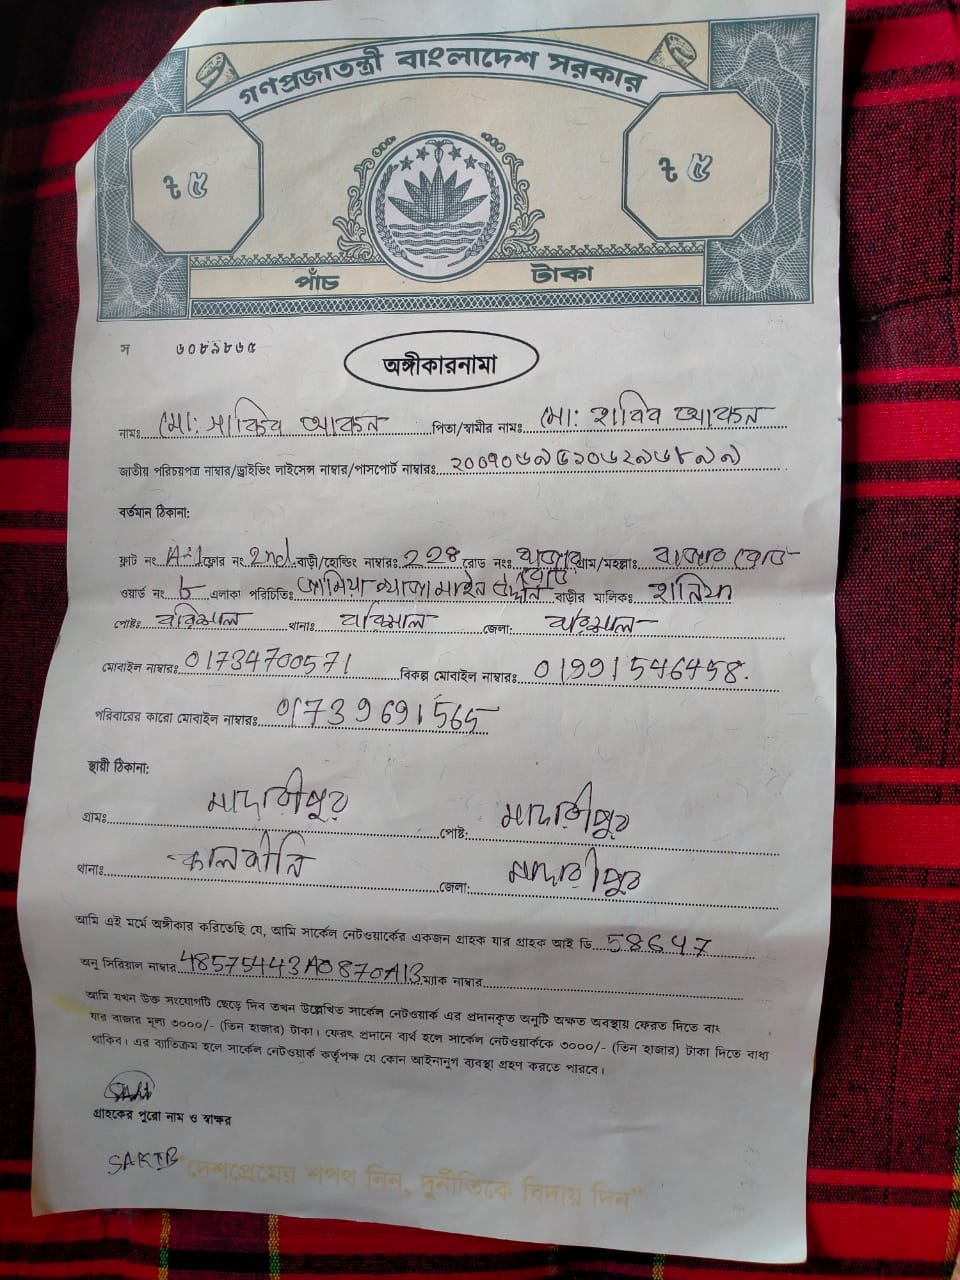 গণপ্রজাতন্ত্রী বাংলাদেশ সরকার
৳ ৫ ৳ ৫
পাঁচ টাকা
স ৬০৮৯৮৬৫
অঙ্গীকারনামা
নামঃ মো: সাকিব আকন পিতা/স্বামীর নামঃ মো: হাবিব আকন
জাতীয় পরিচয়পত্র নাম্বার/ড্রাইভিং লাইসেন্স নাম্বার/পাসপোর্ট নাম্বারঃ
বর্তমান ঠিকানা:
ফ্লাট নং A-1 ফ্লোর নং 2nd বাড়ী/হোল্ডিং নাম্বারঃ রোড নং গ্রাম/মহল্লাঃ বাজার রোড
ওয়ার্ড নং ৮ এলাকা পরিচিতিঃ জামিয়া খাজা মাইন উদ্দিন বাড়ীর মালিকঃ হানিফ
পোষ্টঃ বরিশাল থানাঃ বরিশাল জেলা: বরিশাল
মোবাইল নাম্বারঃ 01734700571 বিকল্প মোবাইল নাম্বারঃ 01991546458.
পরিবারের কারো মোবাইল নাম্বারঃ 01739691565
স্থায়ী ঠিকানা:
গ্রামঃ মাদারীপুর পোষ্ট: মাদারীপুর
থানাঃ কালকীনি জেলা: মাদারীপুর
আমি এই মর্মে অঙ্গীকার করিতেছি যে, আমি সার্কেল নেটওয়ার্কের একজন গ্রাহক যার গ্রাহক আই ডি 58647
অনু সিরিয়াল নাম্বার 48575443A0870A13 ম্যাক নাম্বার
আমি যখন উক্ত সংযোগটি ছেড়ে দিব তখন উল্লেখিত সার্কেল নেটওয়ার্ক এর প্রদানকৃত অনুটি অক্ষত অবস্থায় ফেরত দিতে বাধ্য
যার বাজার মূল্য ৩০০০/- (তিন হাজার) টাকা। ফেরৎ প্রদানে ব্যর্থ হলে সার্কেল নেটওয়ার্ককে ৩০০০/- (তিন হাজার) টাকা দিতে বাধ্য
থাকিব। এর ব্যতিক্রম হলে সার্কেল নেটওয়ার্ক কর্তৃপক্ষ যে কোন আইনানুগ ব্যবস্থা গ্রহণ করতে পারবে।
গ্রাহকের পুরো নাম ও স্বাক্ষর
SAKIB
"দেশপ্রেমের শপথ নিন, দুর্নীতিকে বিদায় দিন"